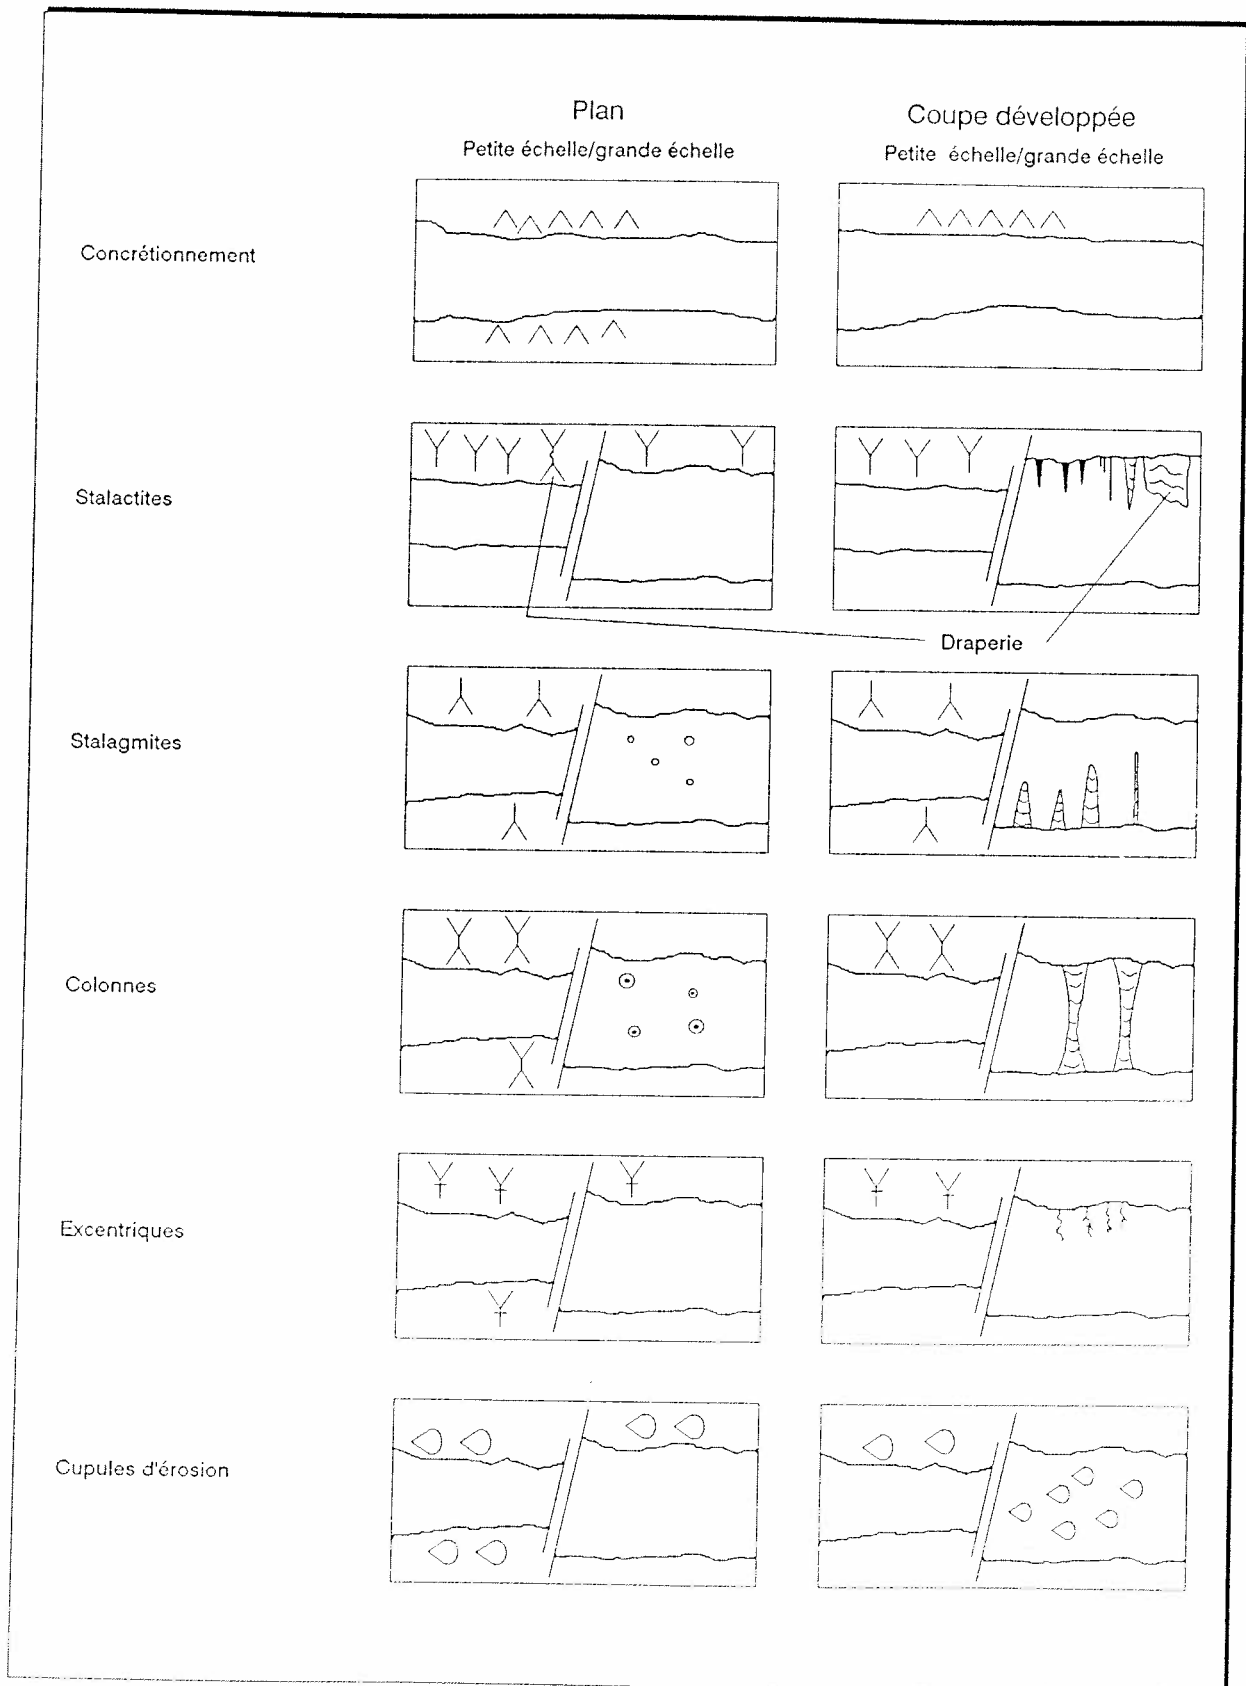 Plan
Petite échelle/grande échelle
Coupe développée
Petite échelle/grande échelle
Concrétionnement
Stalactites
Draperie
Stalagmites
Colonnes
Excentriques
Cupules d'érosion